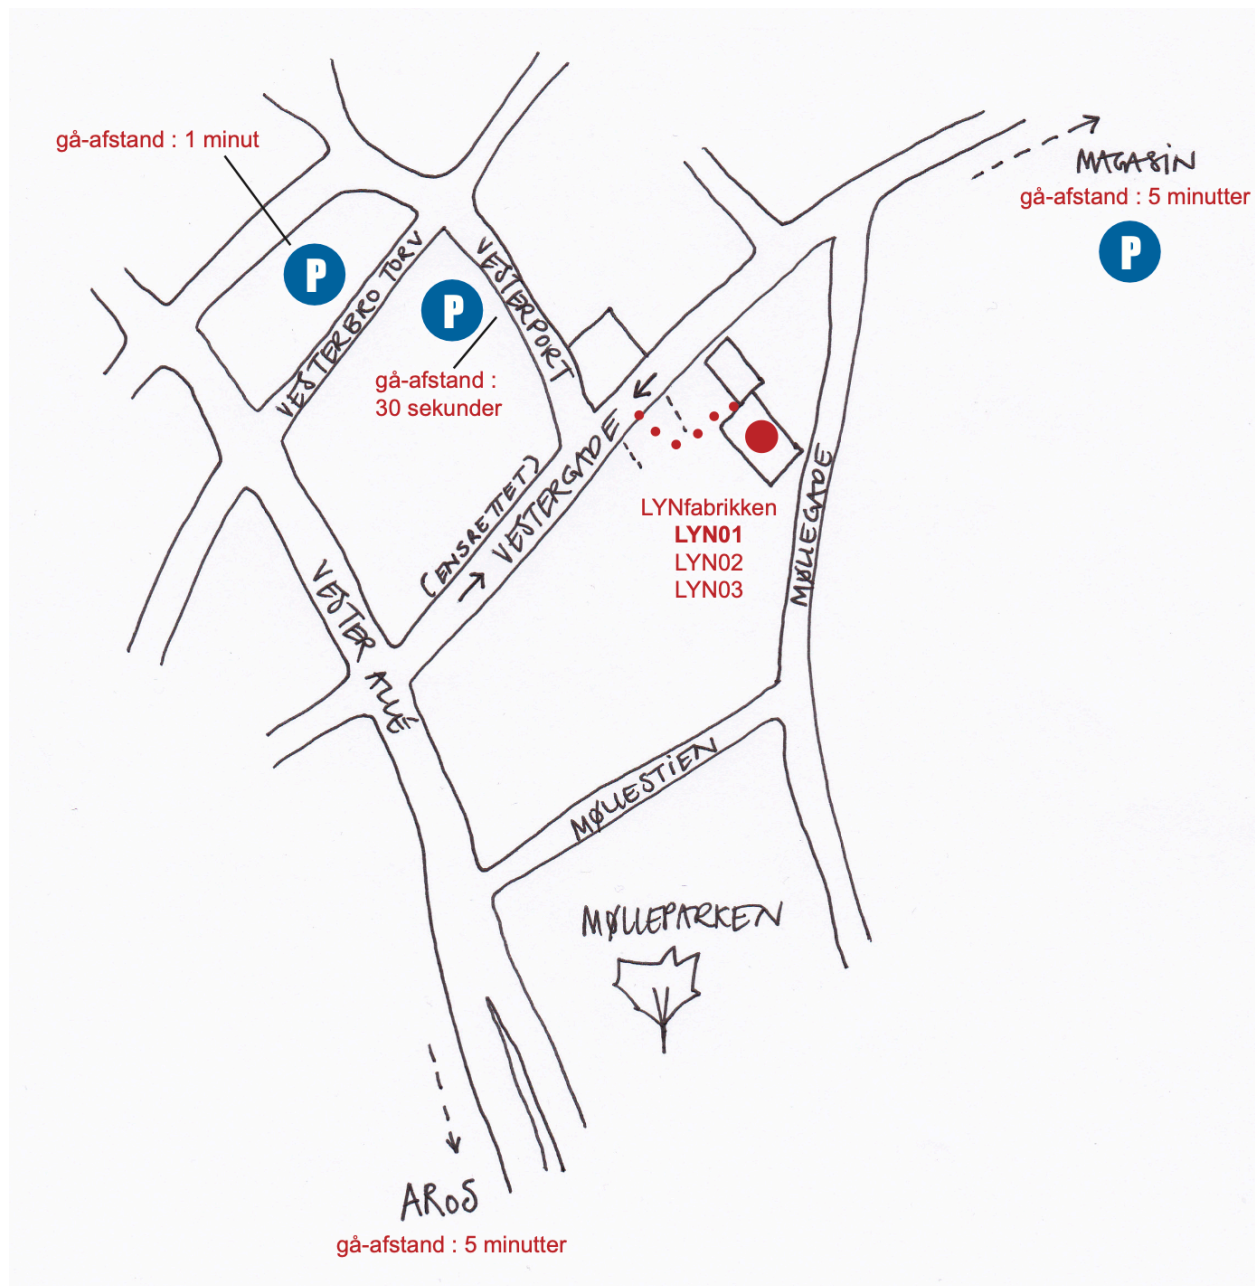 gå-afstand : 1 minut
MAGASIN
gå-afstand : 5 minutter
P
P
P
VESTERBRO TORV
VESTERPORT
gå-afstand :
30 sekunder
(ENSRETTET)
VESTERGADE
LYNfabrikken
LYN01
LYN02
LYN03
MØLLEGADE
VESTER
ALLÉ
MØLLESTIEN
MØLLEPARKEN
AROS
gå-afstand : 5 minutter